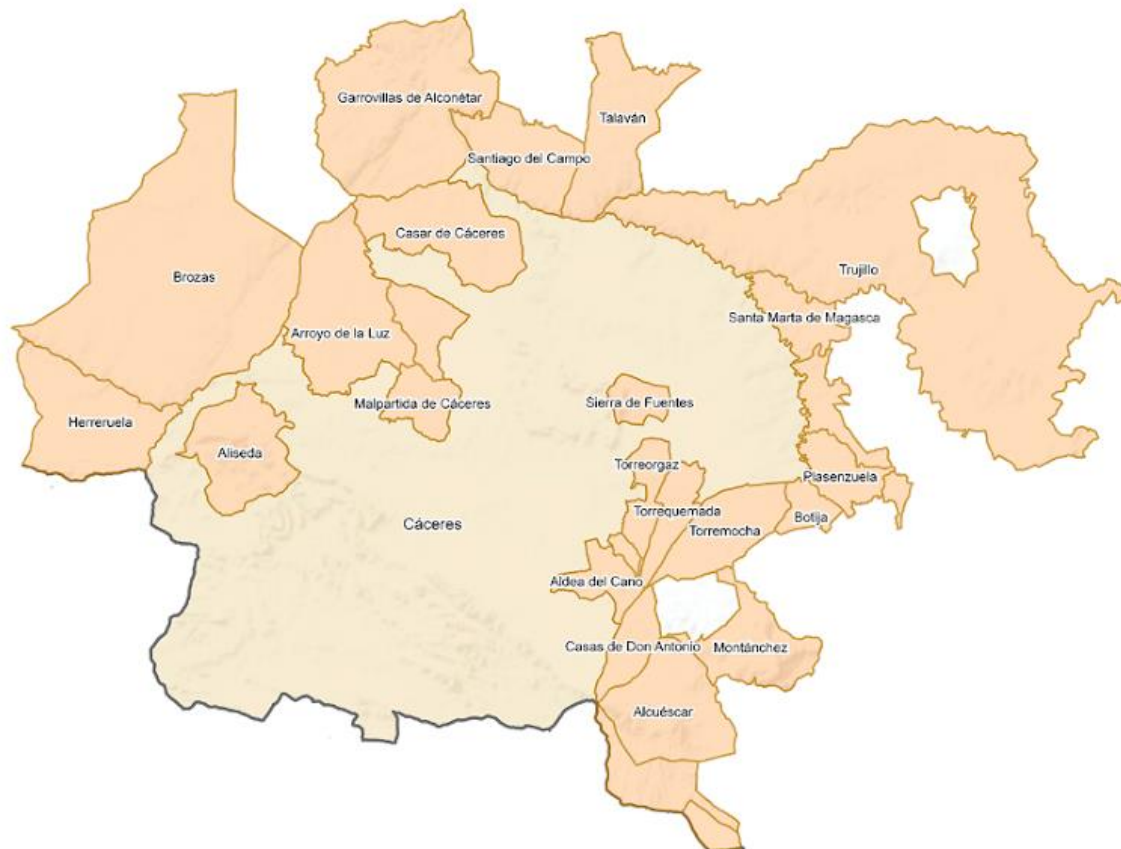 Garrovillas de Alconétar
Talaván
Santiago del Campo
Casar de Cáceres
Trujillo
Brozas
Santa Marta de Magasca
Arroyo de la Luz
Malpartida de Cáceres
Sierra de Fuentes
Herreruela
Aliseda
Torreorgaz
Plasenzuela
Torrequemada
Botija
Cáceres
Torremocha
Aldea del Cano
Casas de Don Antonio
Montánchez
Alcuéscar